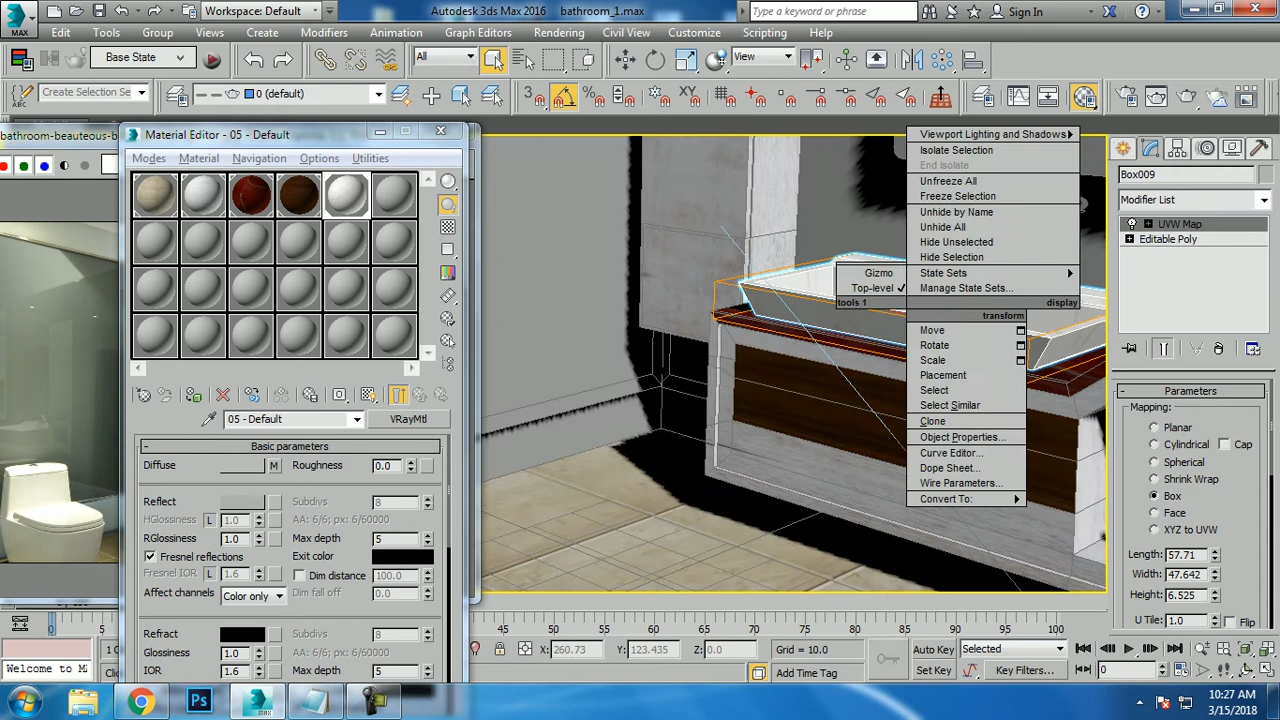 Workspace: Default
Autodesk 3ds Max 2016 bathroom_1.max
Type a keyword or phrase
Sign In
MAX
Edit Tools Group Views Create Modifiers Animation Graph Editors Rendering Civil View Customize Scripting Help
Base State
All
View
ABC
Create Selection Se
0 (default)
3
%
XY
bathroom-beauteous-b
Material Editor - 05 - Default
Modes Material Navigation Options Utilities
05 - Default
VRayMtl
Basic parameters
Diffuse
M
Roughness
0.0
Reflect
Subdivs
8
HGlossiness
L
1.0
AA: 6/6; px: 6/60000
RGlossiness
1.0
Max depth
5
Fresnel reflections
Exit color
Fresnel IOR
L
1.6
Dim distance
100.0
Affect channels
Color only
Dim fall off
0.0
Refract
Subdivs
8
Glossiness
1.0
AA: 6/6; px: 6/60000
IOR
1.6
Max depth
5
Viewport Lighting and Shadows
Isolate Selection
End Isolate
Unfreeze All
Freeze Selection
Unhide by Name
Unhide All
Hide Unselected
Hide Selection
Gizmo
State Sets
Top-level
Manage State Sets...
tools 1
display
transform
Move
Rotate
Scale
Placement
Select
Select Similar
Clone
Object Properties...
Curve Editor...
Dope Sheet...
Wire Parameters...
Convert To:
Box009
Modifier List
UVW Map
Editable Poly
Parameters
Mapping:
Planar
Cylindrical
Cap
Spherical
Shrink Wrap
Box
Face
XYZ to UVW
Length:
57.71
Width:
47.642
Height:
6.525
U Tile:
1.0
Flip
0
5
45 50 55 60 65 70 75 80 85 90 95 100
X: 260.73
Y: 123.435
Z: 0.0
Grid = 10.0
Auto Key
Selected
Set Key
Key Filters...
0
Add Time Tag
Welcome to M
Ps
MAX
10:27 AM
3/15/2018